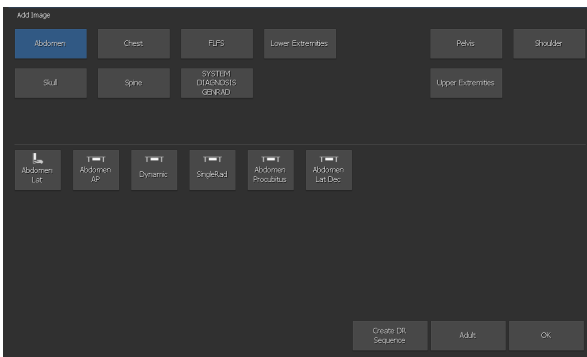 Add Image
Abdomen
Chest
FLFS
Lower Extremities
Pelvis
Shoulder
Skull
Spine
SYSTEM
DIAGNOSIS
GENRAD
Upper Extremities
Abdomen
Lat
Abdomen
AP
Dynamic
SingleRad
Abdomen
Procubitus
Abdomen
Lat Dec
Create DR
Sequence
Adult
OK